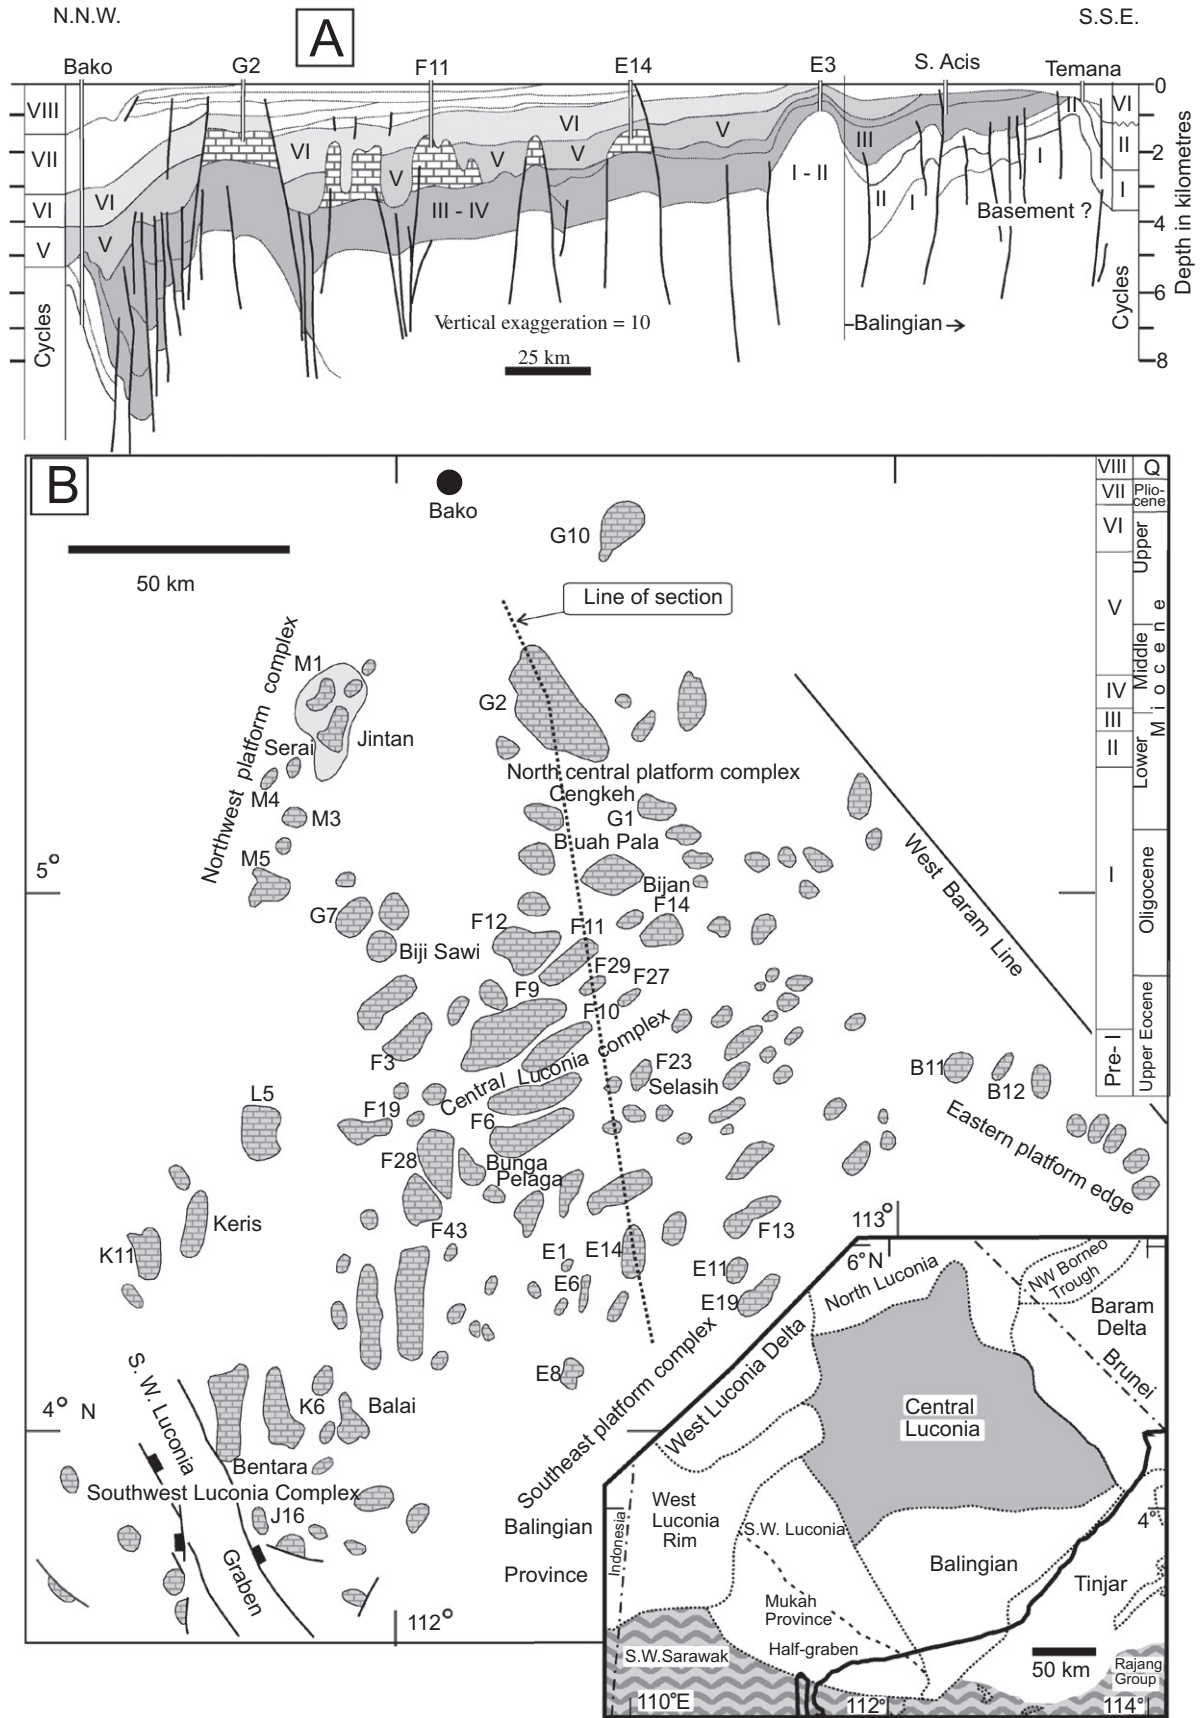 N.N.W.
A
S.S.E.
Bako
G2
F11
E14
E3
S. Acis
Temana
VIII
VII
VI
V
Cycles
VI
V
VI
V
III - IV
V
V
VI
V
I - II
III
II
I
I
II
Basement ?
VI
II
I
Cycles
0
2
4
6
8
Depth in kilometres
Vertical exaggeration = 10
25 km
Balingian
B
Bako
50 km
G10
Line of section
VIII
Q
VII
Plio-
cene
VI
Upper
V
Middle
Miocene
IV
III
II
Lower
I
Oligocene
Pre- I
Upper Eocene
Northwest platform complex
M1
Jintan
Serai
M4
M3
M5
G2
North central platform complex
Cengkeh
G1
Buah Pala
Bijan
F14
West Baram Line
5°
G7
Biji Sawi
F12
F11
F29
F27
F9
F10
F3
Central Luconia complex
F23
Selasih
B11
B12
Eastern platform edge
L5
F19
F6
F28
Bunga
Pelaga
F43
Keris
K11
E1
E14
E6
F13
E11
E19
E8
113°
4° N
S. W. Luconia
Graben
K6
Balai
Bentara
Southwest Luconia Complex
J16
Southeast platform complex
Balingian
Province
112°
6°N
North Luconia
NW Borneo
Trough
Baram
Delta
Brunei
West Luconia Delta
Central
Luconia
West
Luconia
Rim
S.W. Luconia
Indonesia
4°
Balingian
Tinjar
Mukah
Province
Half-graben
S.W.Sarawak
50 km
Rajang
Group
110°E
112°
114°